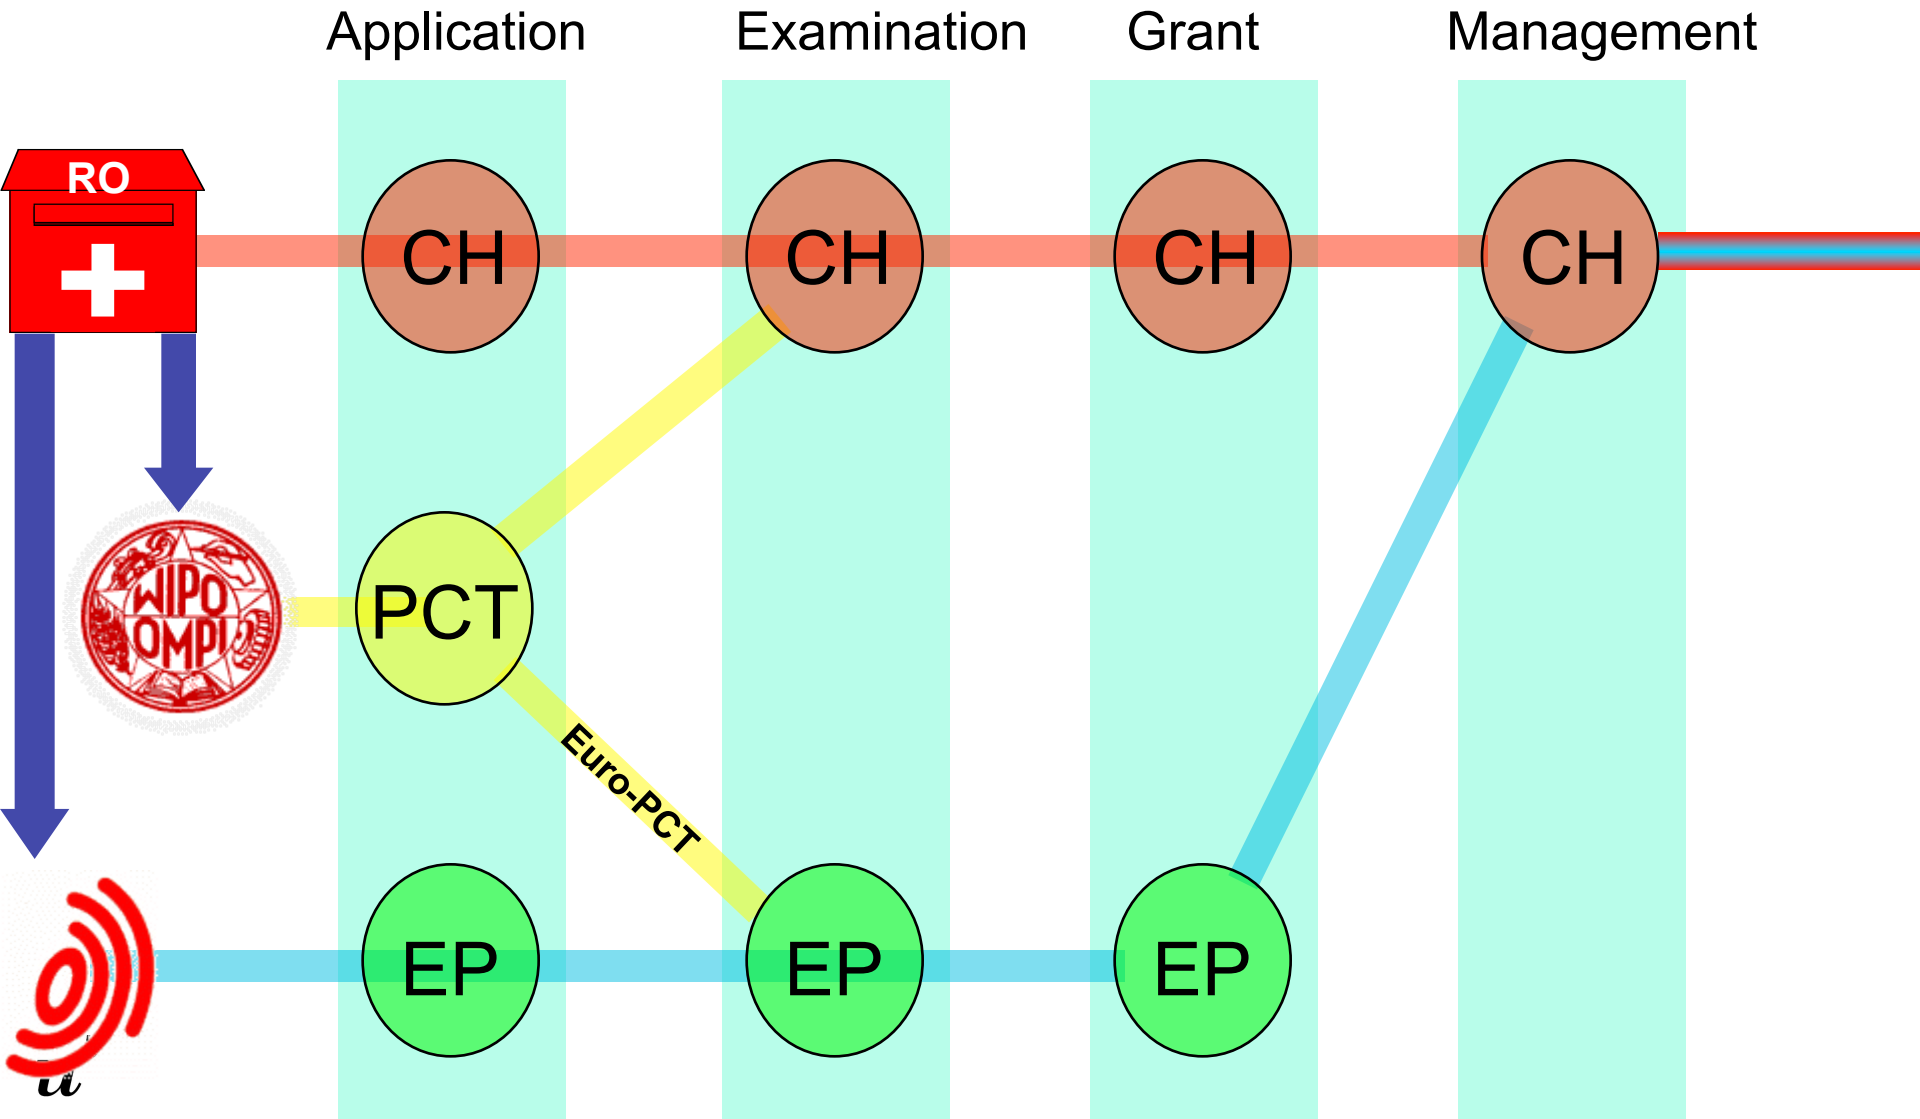 Application Examination Grant Management
RO
CH CH CH CH
WIPO
OMPI
PCT
Euro-PCT
EP EP EP